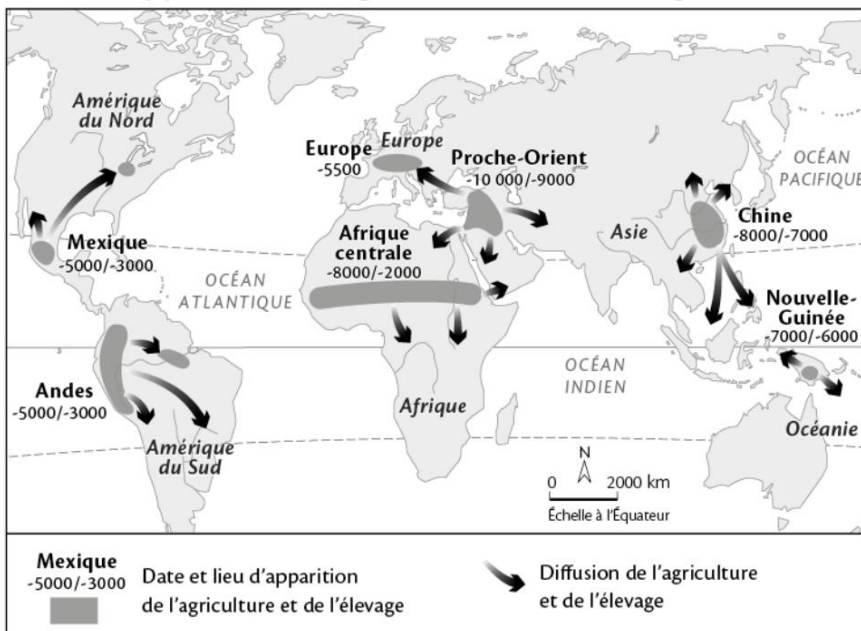 Amérique
du Nord
Europe
-5500
Europe
Proche-Orient
-10 000/-9000
OCÉAN
PACIFIQUE
Mexique
-5000/-3000
Afrique
centrale
-8000/-2000
Asie
Chine
-8000/-7000
OCÉAN
ATLANTIQUE
Nouvelle-
Guinée
-7000/-6000
Andes
-5000/-3000
Amérique
du Sud
Afrique
OCÉAN
INDIEN
Océanie
N
0 2000 km
Échelle à l'Équateur
Mexique
-5000/-3000
Date et lieu d'apparition
de l'agriculture et de l'élevage
Diffusion de l'agriculture
et de l'élevage